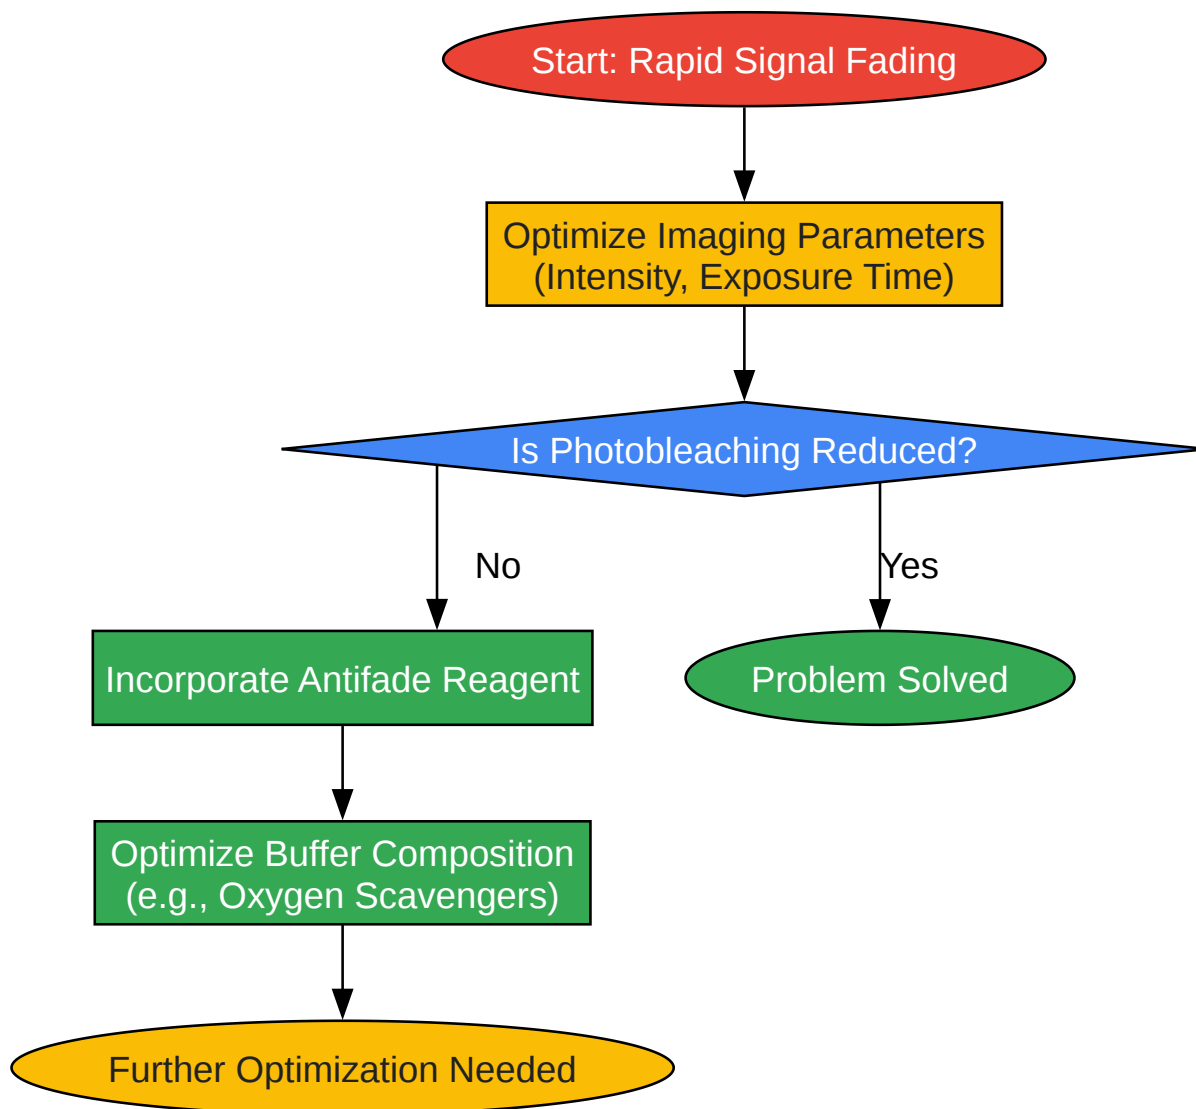 Start: Rapid Signal Fading
Optimize Imaging Parameters
(Intensity, Exposure Time)
Is Photobleaching Reduced?
No
Yes
Incorporate Antifade Reagent
Problem Solved
Optimize Buffer Composition
(e.g., Oxygen Scavengers)
Further Optimization Needed